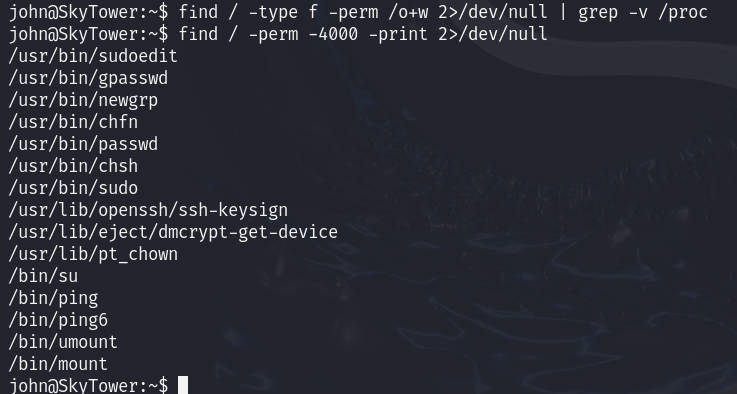 john@SkyTower:~$ find / -type f -perm /o+w 2>/dev/null | grep -v /proc
john@SkyTower:~$ find / -perm -4000 -print 2>/dev/null
/usr/bin/sudoedit
/usr/bin/gpasswd
/usr/bin/newgrp
/usr/bin/chfn
/usr/bin/passwd
/usr/bin/chsh
/usr/bin/sudo
/usr/lib/openssh/ssh-keysign
/usr/lib/eject/dmcrypt-get-device
/usr/lib/pt_chown
/bin/su
/bin/ping
/bin/ping6
/bin/umount
/bin/mount
john@SkyTower:~$